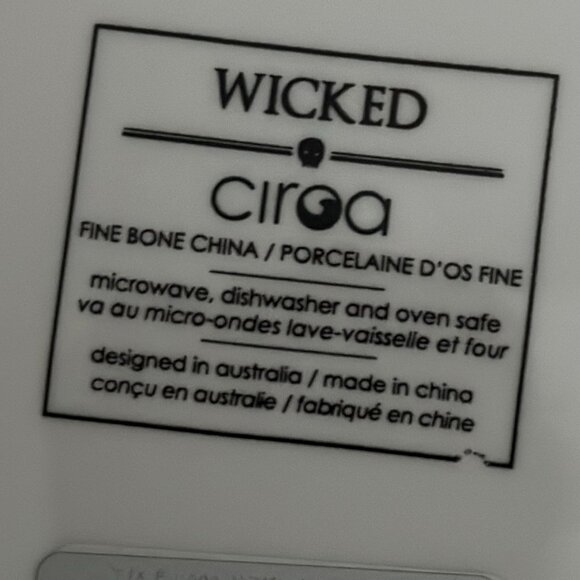 WICKED
ciroa
FINE BONE CHINA / PORCELAINE D'OS FINE
microwave, dishwasher and oven safe
va au micro-ondes lave-vaisselle et four
designed in australia / made in china
conçu en australie / fabriqué en chine